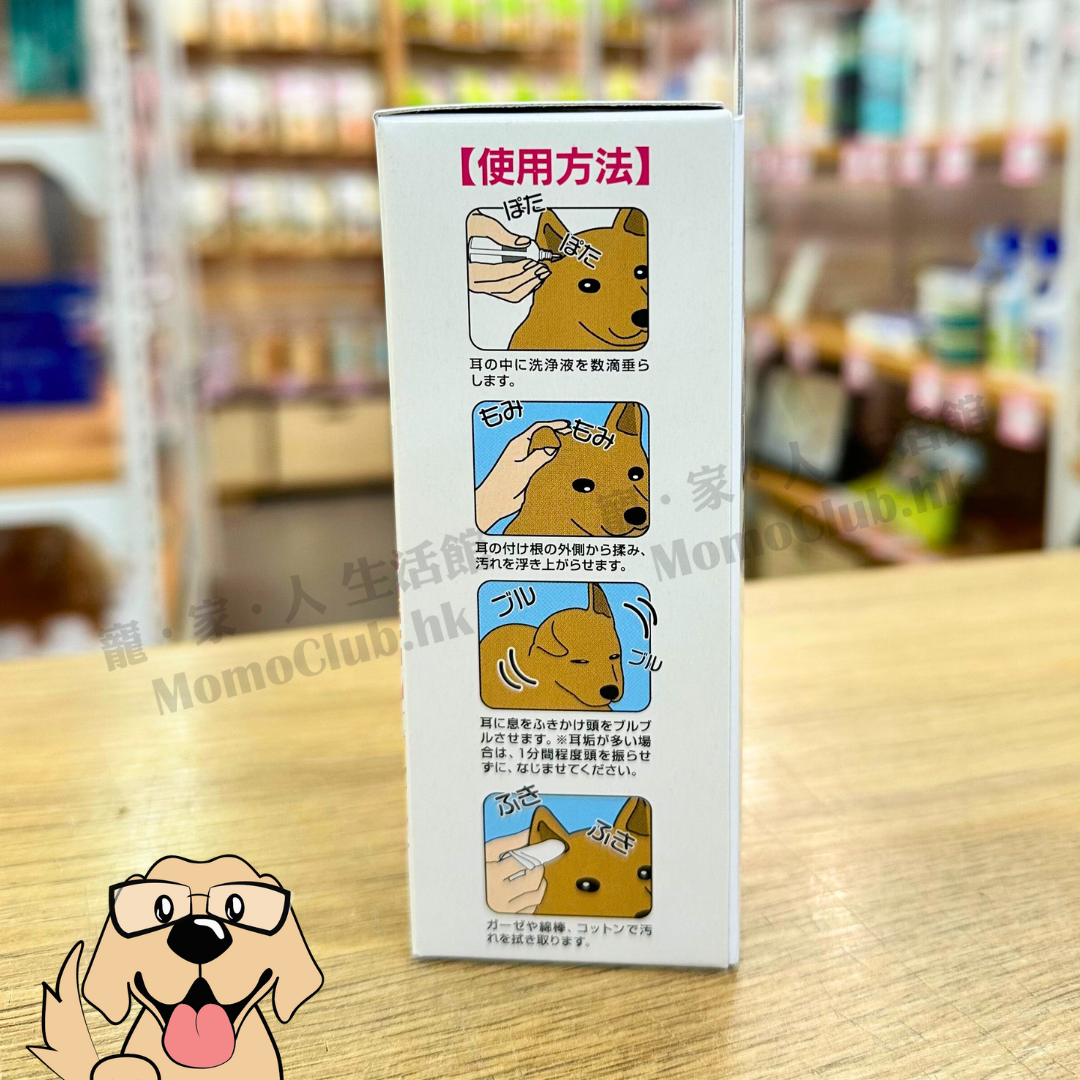 【使用方法】
ぽた
ぽた
耳の中に洗浄液を数滴垂ら
します。
もみ
もみ
耳の付け根の外側から揉み、
汚れを浮き上がらせます。
ブル
ブル
耳に息をふきかけ頭をブルブ
ルさせます。※耳垢が多い場
合は、1分間程度頭を振らせ
ずに、なじませてください。
ふき
ふき
ガーゼや綿棒、コットンで汚
れを拭き取ります。
寵・家・人 生活館
MomoClub.hk
寵・家・人 生活館
MomoClub.hk